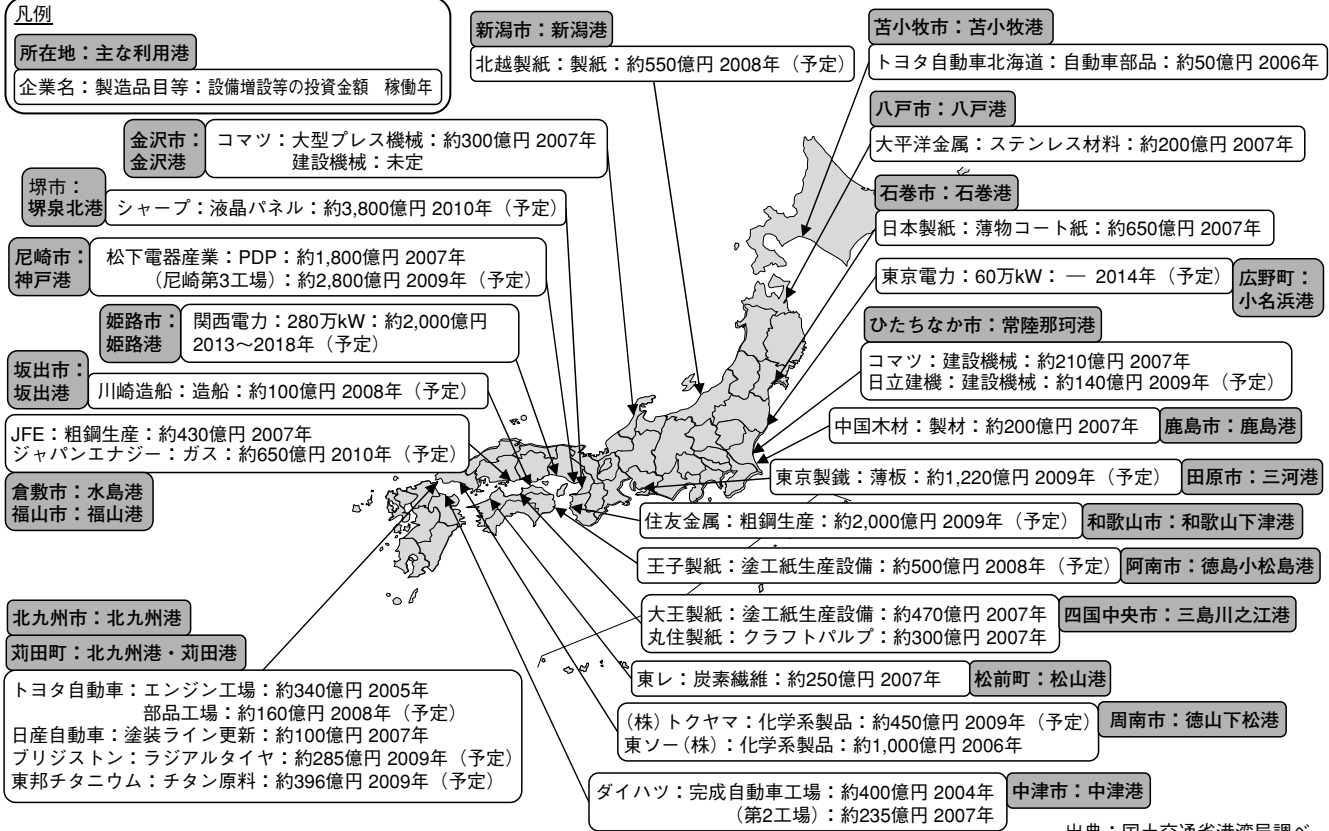 凡例
所在地：主な利用港
企業名：製造品目等：設備増設等の投資金額　稼働年
新潟市：新潟港
北越製紙：製紙：約550億円 2008年（予定）
苫小牧市：苫小牧港
トヨタ自動車北海道：自動車部品：約50億円 2006年
八戸市：八戸港
大平洋金属：ステンレス材料：約200億円 2007年
金沢市：
金沢港
コマツ：大型プレス機械：約300億円 2007年
建設機械：未定
石巻市：石巻港
日本製紙：薄物コート紙：約650億円 2007年
堺市：
堺泉北港
シャープ：液晶パネル：約3,800億円 2010年（予定）
尼崎市：
神戸港
松下電器産業：PDP：約1,800億円 2007年
（尼崎第3工場）：約2,800億円 2009年（予定）
東京電力：60万kW：― 2014年（予定）
広野町：
小名浜港
姫路市：
姫路港
関西電力：280万kW：約2,000億円
2013～2018年（予定）
ひたちなか市：常陸那珂港
コマツ：建設機械：約210億円 2007年
日立建機：建設機械：約140億円 2009年（予定）
坂出市：
坂出港
川崎造船：造船：約100億円 2008年（予定）
中国木材：製材：約200億円 2007年
鹿島市：鹿島港
JFE：粗鋼生産：約430億円 2007年
ジャパンエナジー：ガス：約650億円 2010年（予定）
倉敷市：水島港
福山市：福山港
東京製鐵：薄板：約1,220億円 2009年（予定）
田原市：三河港
住友金属：粗鋼生産：約2,000億円 2009年（予定）
和歌山市：和歌山下津港
王子製紙：塗工紙生産設備：約500億円 2008年（予定）
阿南市：徳島小松島港
大王製紙：塗工紙生産設備：約470億円 2007年
丸住製紙：クラフトパルプ：約300億円 2007年
四国中央市：三島川之江港
北九州市：北九州港
苅田町：北九州港・苅田港
トヨタ自動車：エンジン工場：約340億円 2005年
部品工場：約160億円 2008年（予定）
日産自動車：塗装ライン更新：約100億円 2007年
ブリジストン：ラジアルタイヤ：約285億円 2009年（予定）
東邦チタニウム：チタン原料：約396億円 2009年（予定）
東レ：炭素繊維：約250億円 2007年
松前町：松山港
（株）トクヤマ：化学系製品：約450億円 2009年（予定）
東ソー（株）：化学系製品：約1,000億円 2006年
周南市：徳山下松港
ダイハツ：完成自動車工場：約400億円 2004年
（第2工場）：約235億円 2007年
中津市：中津港
出典：国土交通省港湾局調べ